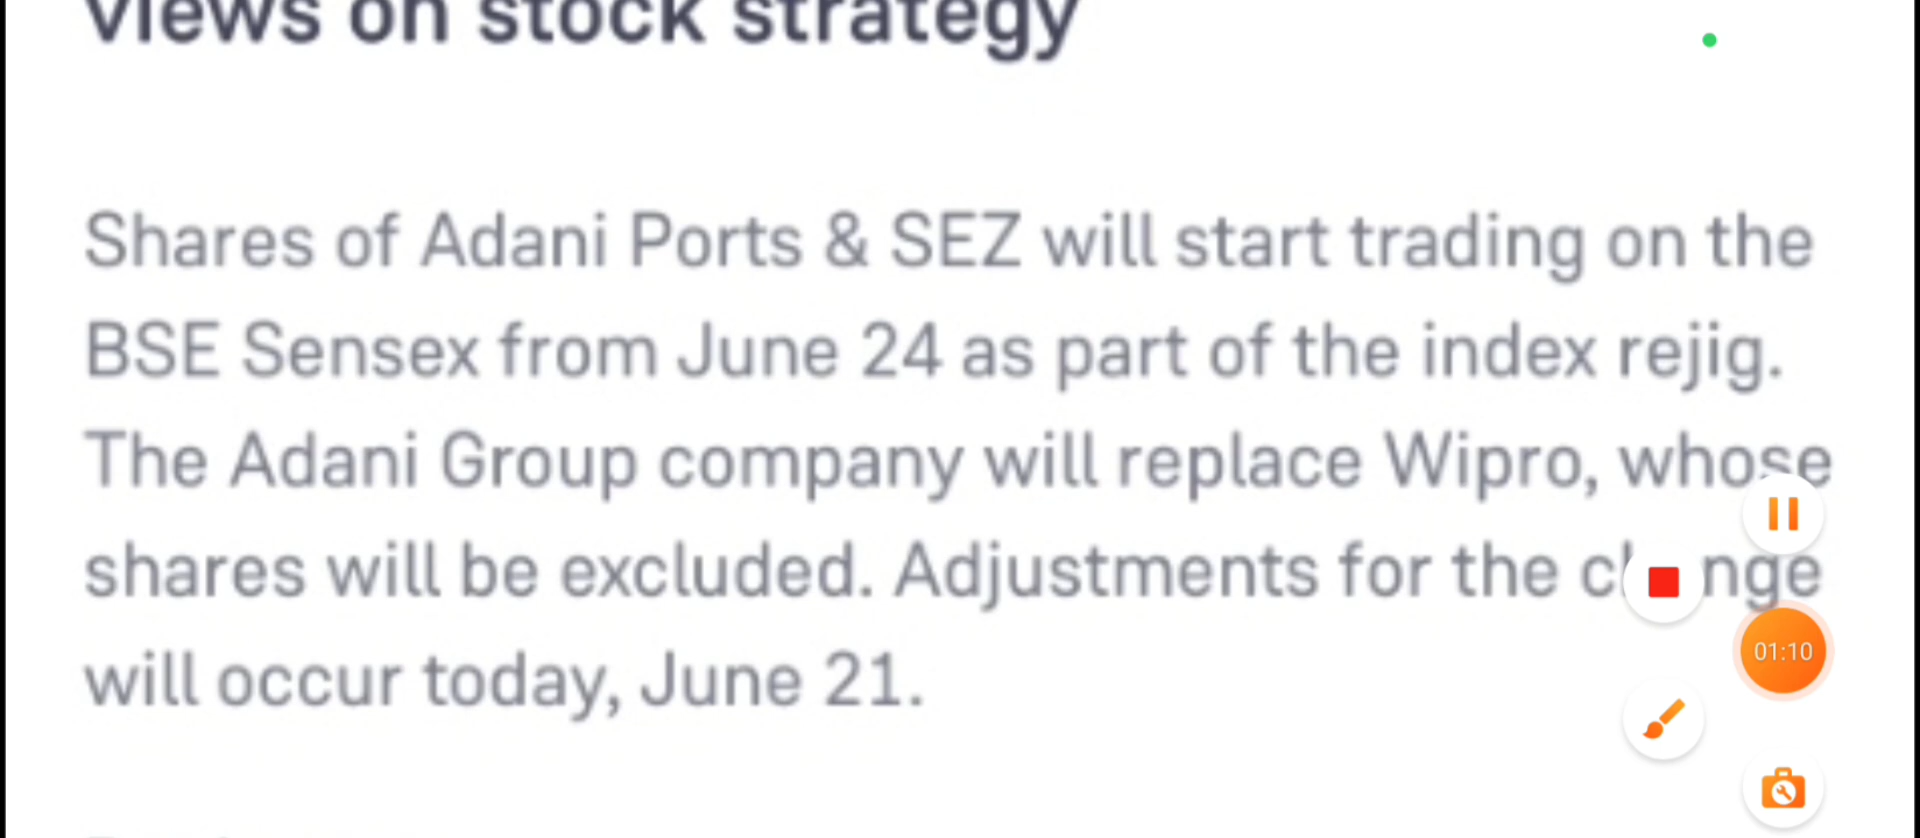 views on stock strategy
Shares of Adani Ports & SEZ will start trading on the
BSE Sensex from June 24 as part of the index rejig.
The Adani Group company will replace Wipro, whose
shares will be excluded. Adjustments for the change
will occur today, June 21.
01:10